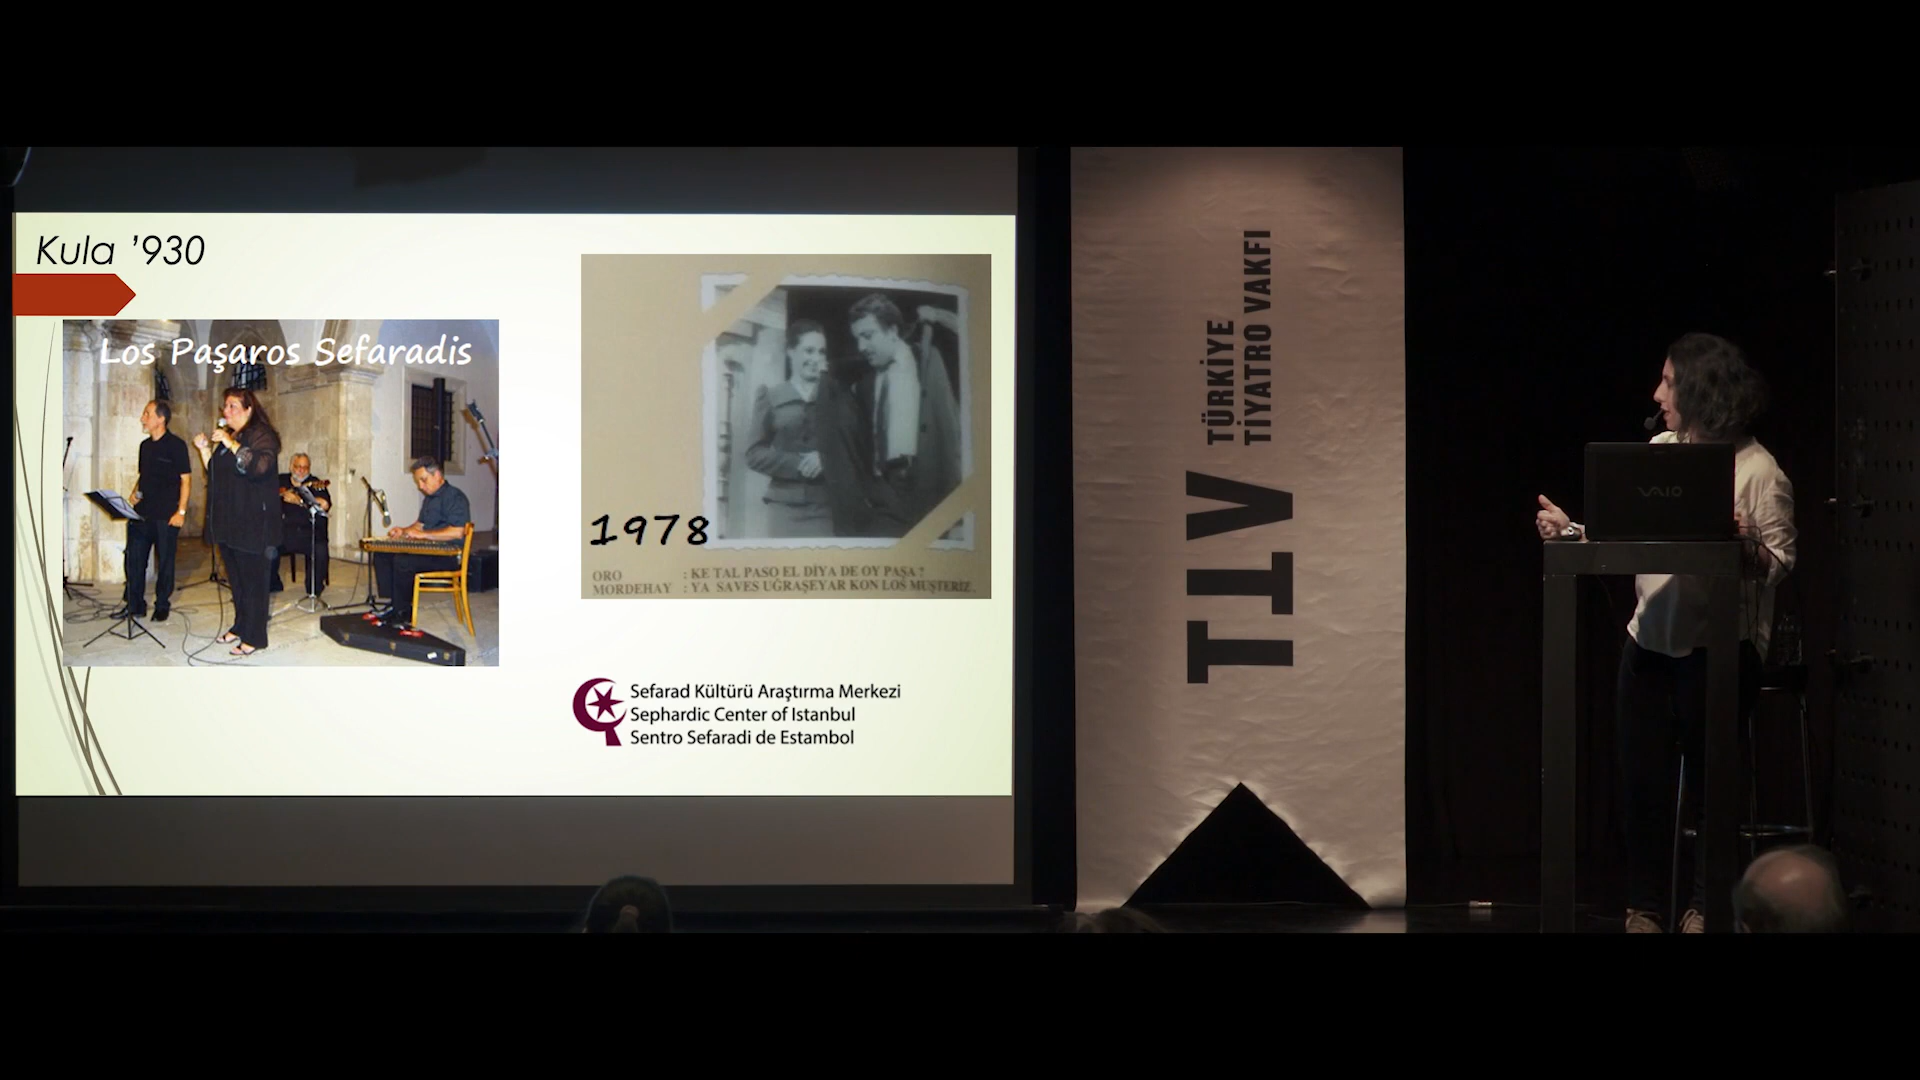 Kula ’930
Los Paşaros Sefaradis
1978
ORO : KE TAL PASO EL DİYA DE OY PAŞA ?
MORDEHAY : YA SAVES UĞRAŞEYAR KON LOS MUŞTERİZ
Sefarad Kültürü Araştırma Merkezi
Sephardic Center of Istanbul
Sentro Sefaradi de Estambol
TTV
TÜRKİYE
TİYATRO VAKFI
VAIO